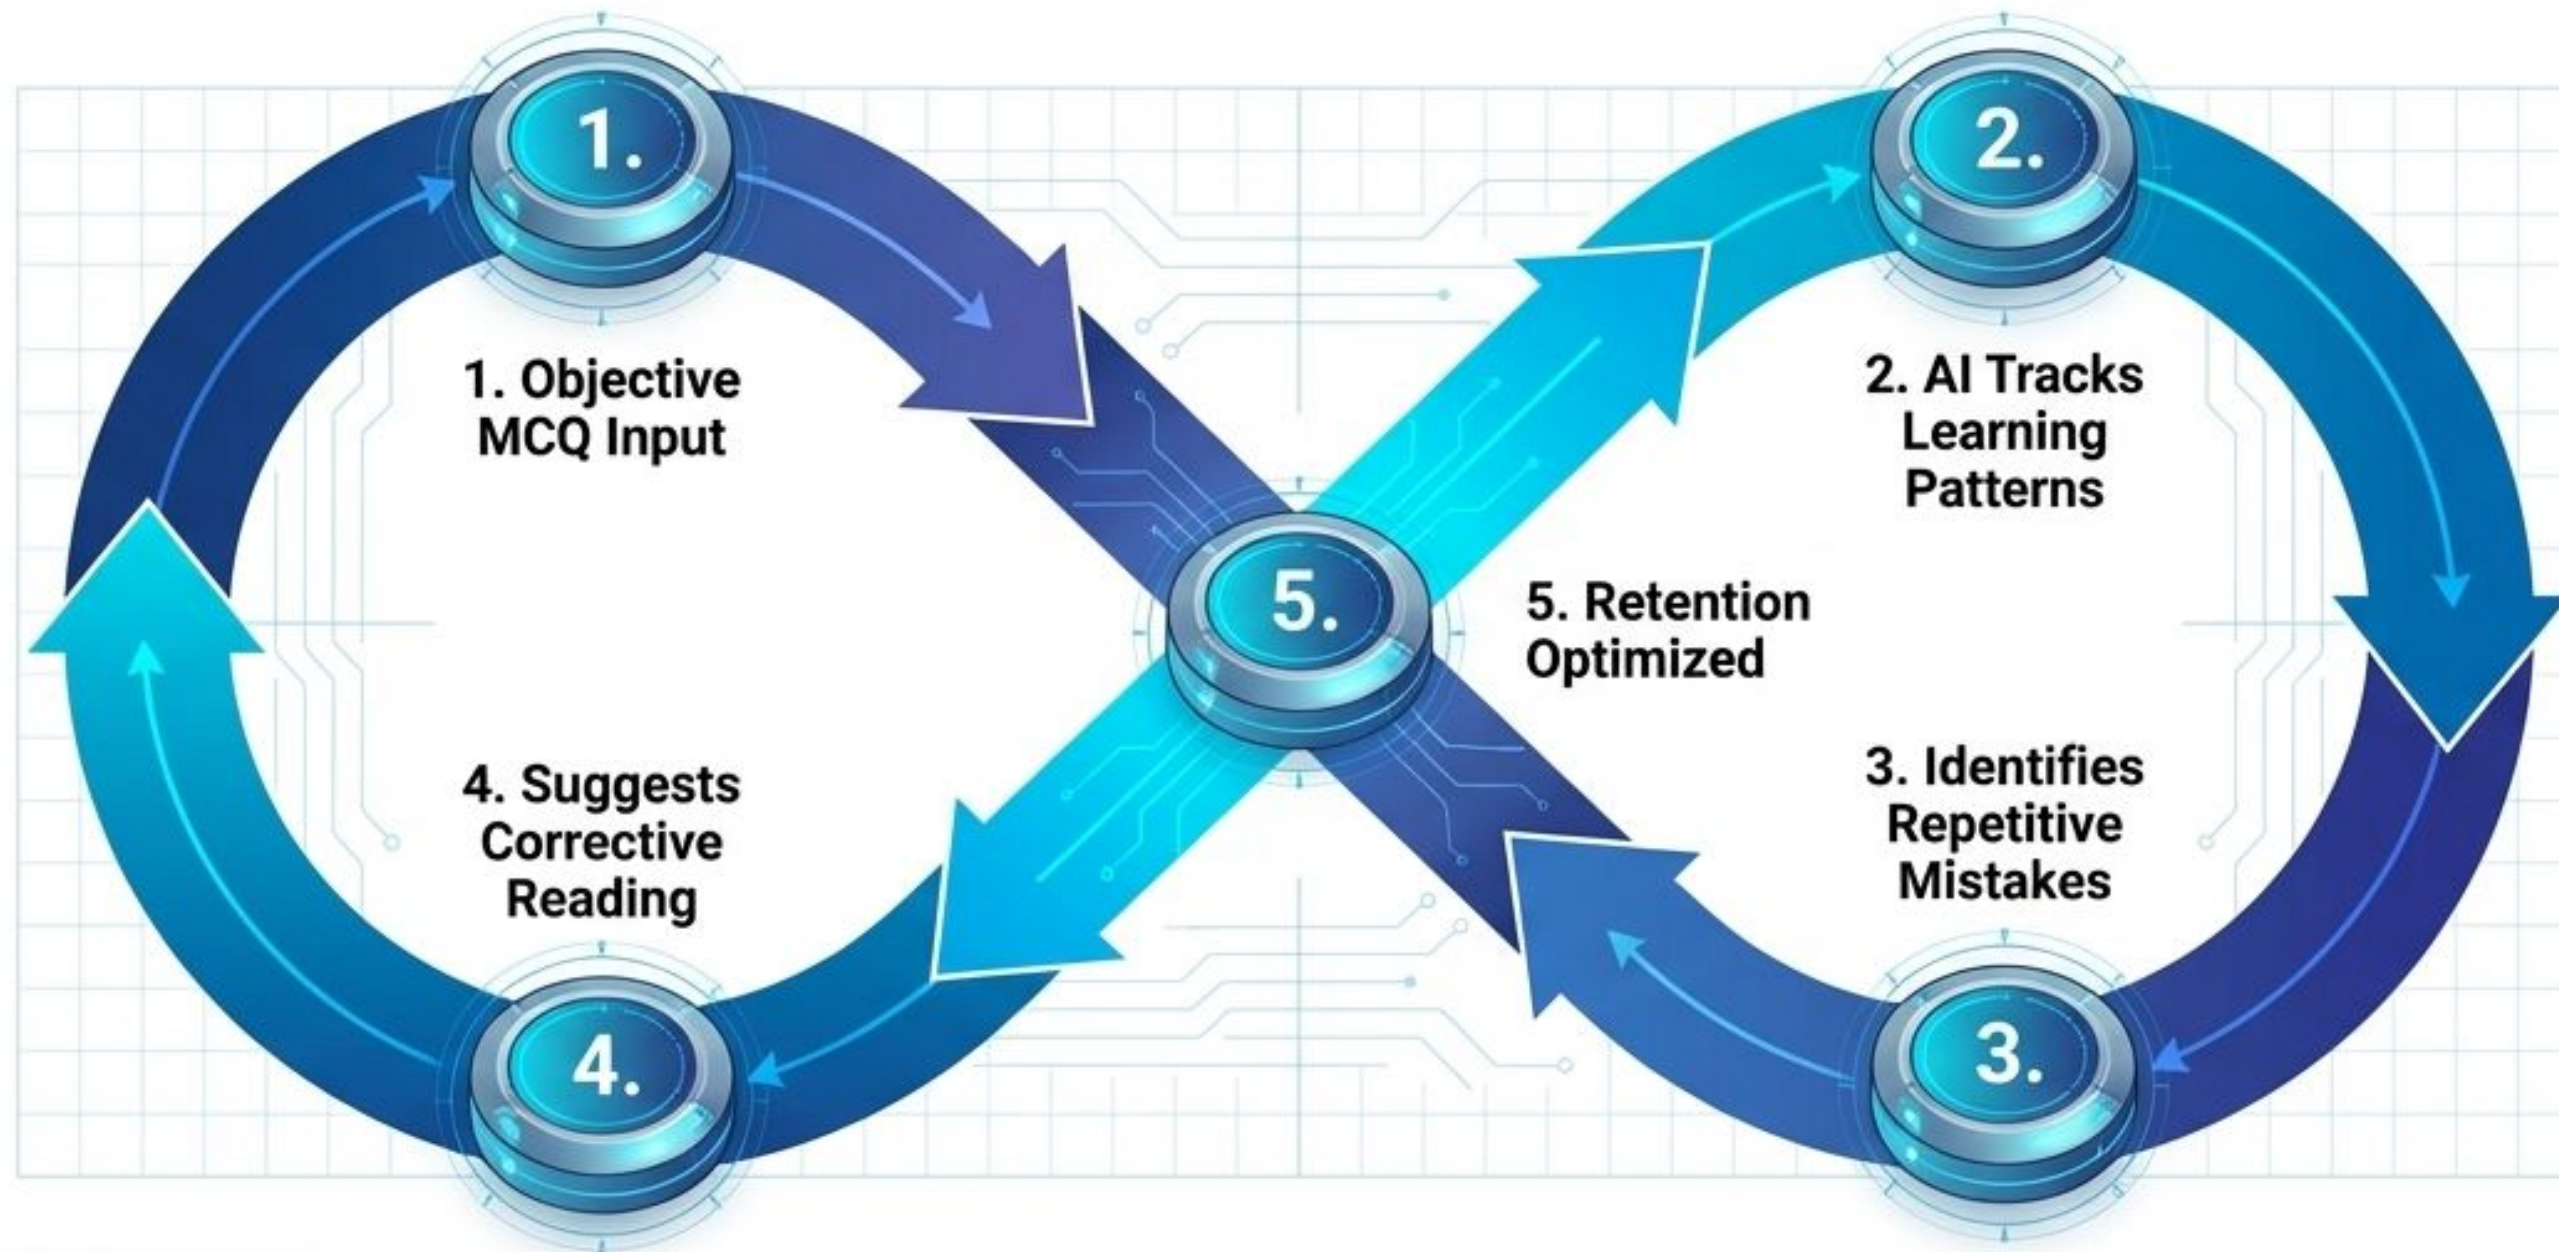 1.
1. Objective
MCQ Input
2.
2. AI Tracks
Learning
Patterns
5.
5. Retention
Optimized
3. Identifies
Repetitive
Mistakes
3.
4. Suggests
Corrective
Reading
4.